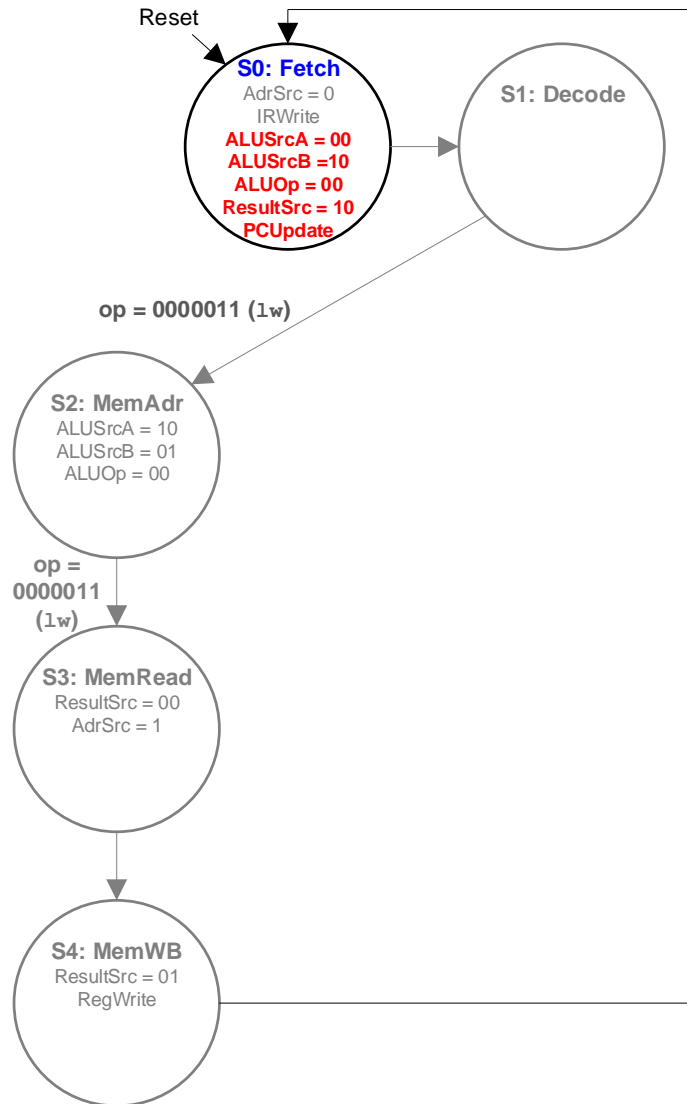 Reset
S0: Fetch
AdrSrc = 0
IRWrite
ALUSrcA = 00
ALUSrcB =10
ALUOp = 00
ResultSrc = 10
PCUpdate
S1: Decode
op = 0000011 (lw)
S2: MemAdr
ALUSrcA = 10
ALUSrcB = 01
ALUOp = 00
op =
0000011
(lw)
S3: MemRead
ResultSrc = 00
AdrSrc = 1
S4: MemWB
ResultSrc = 01
RegWrite